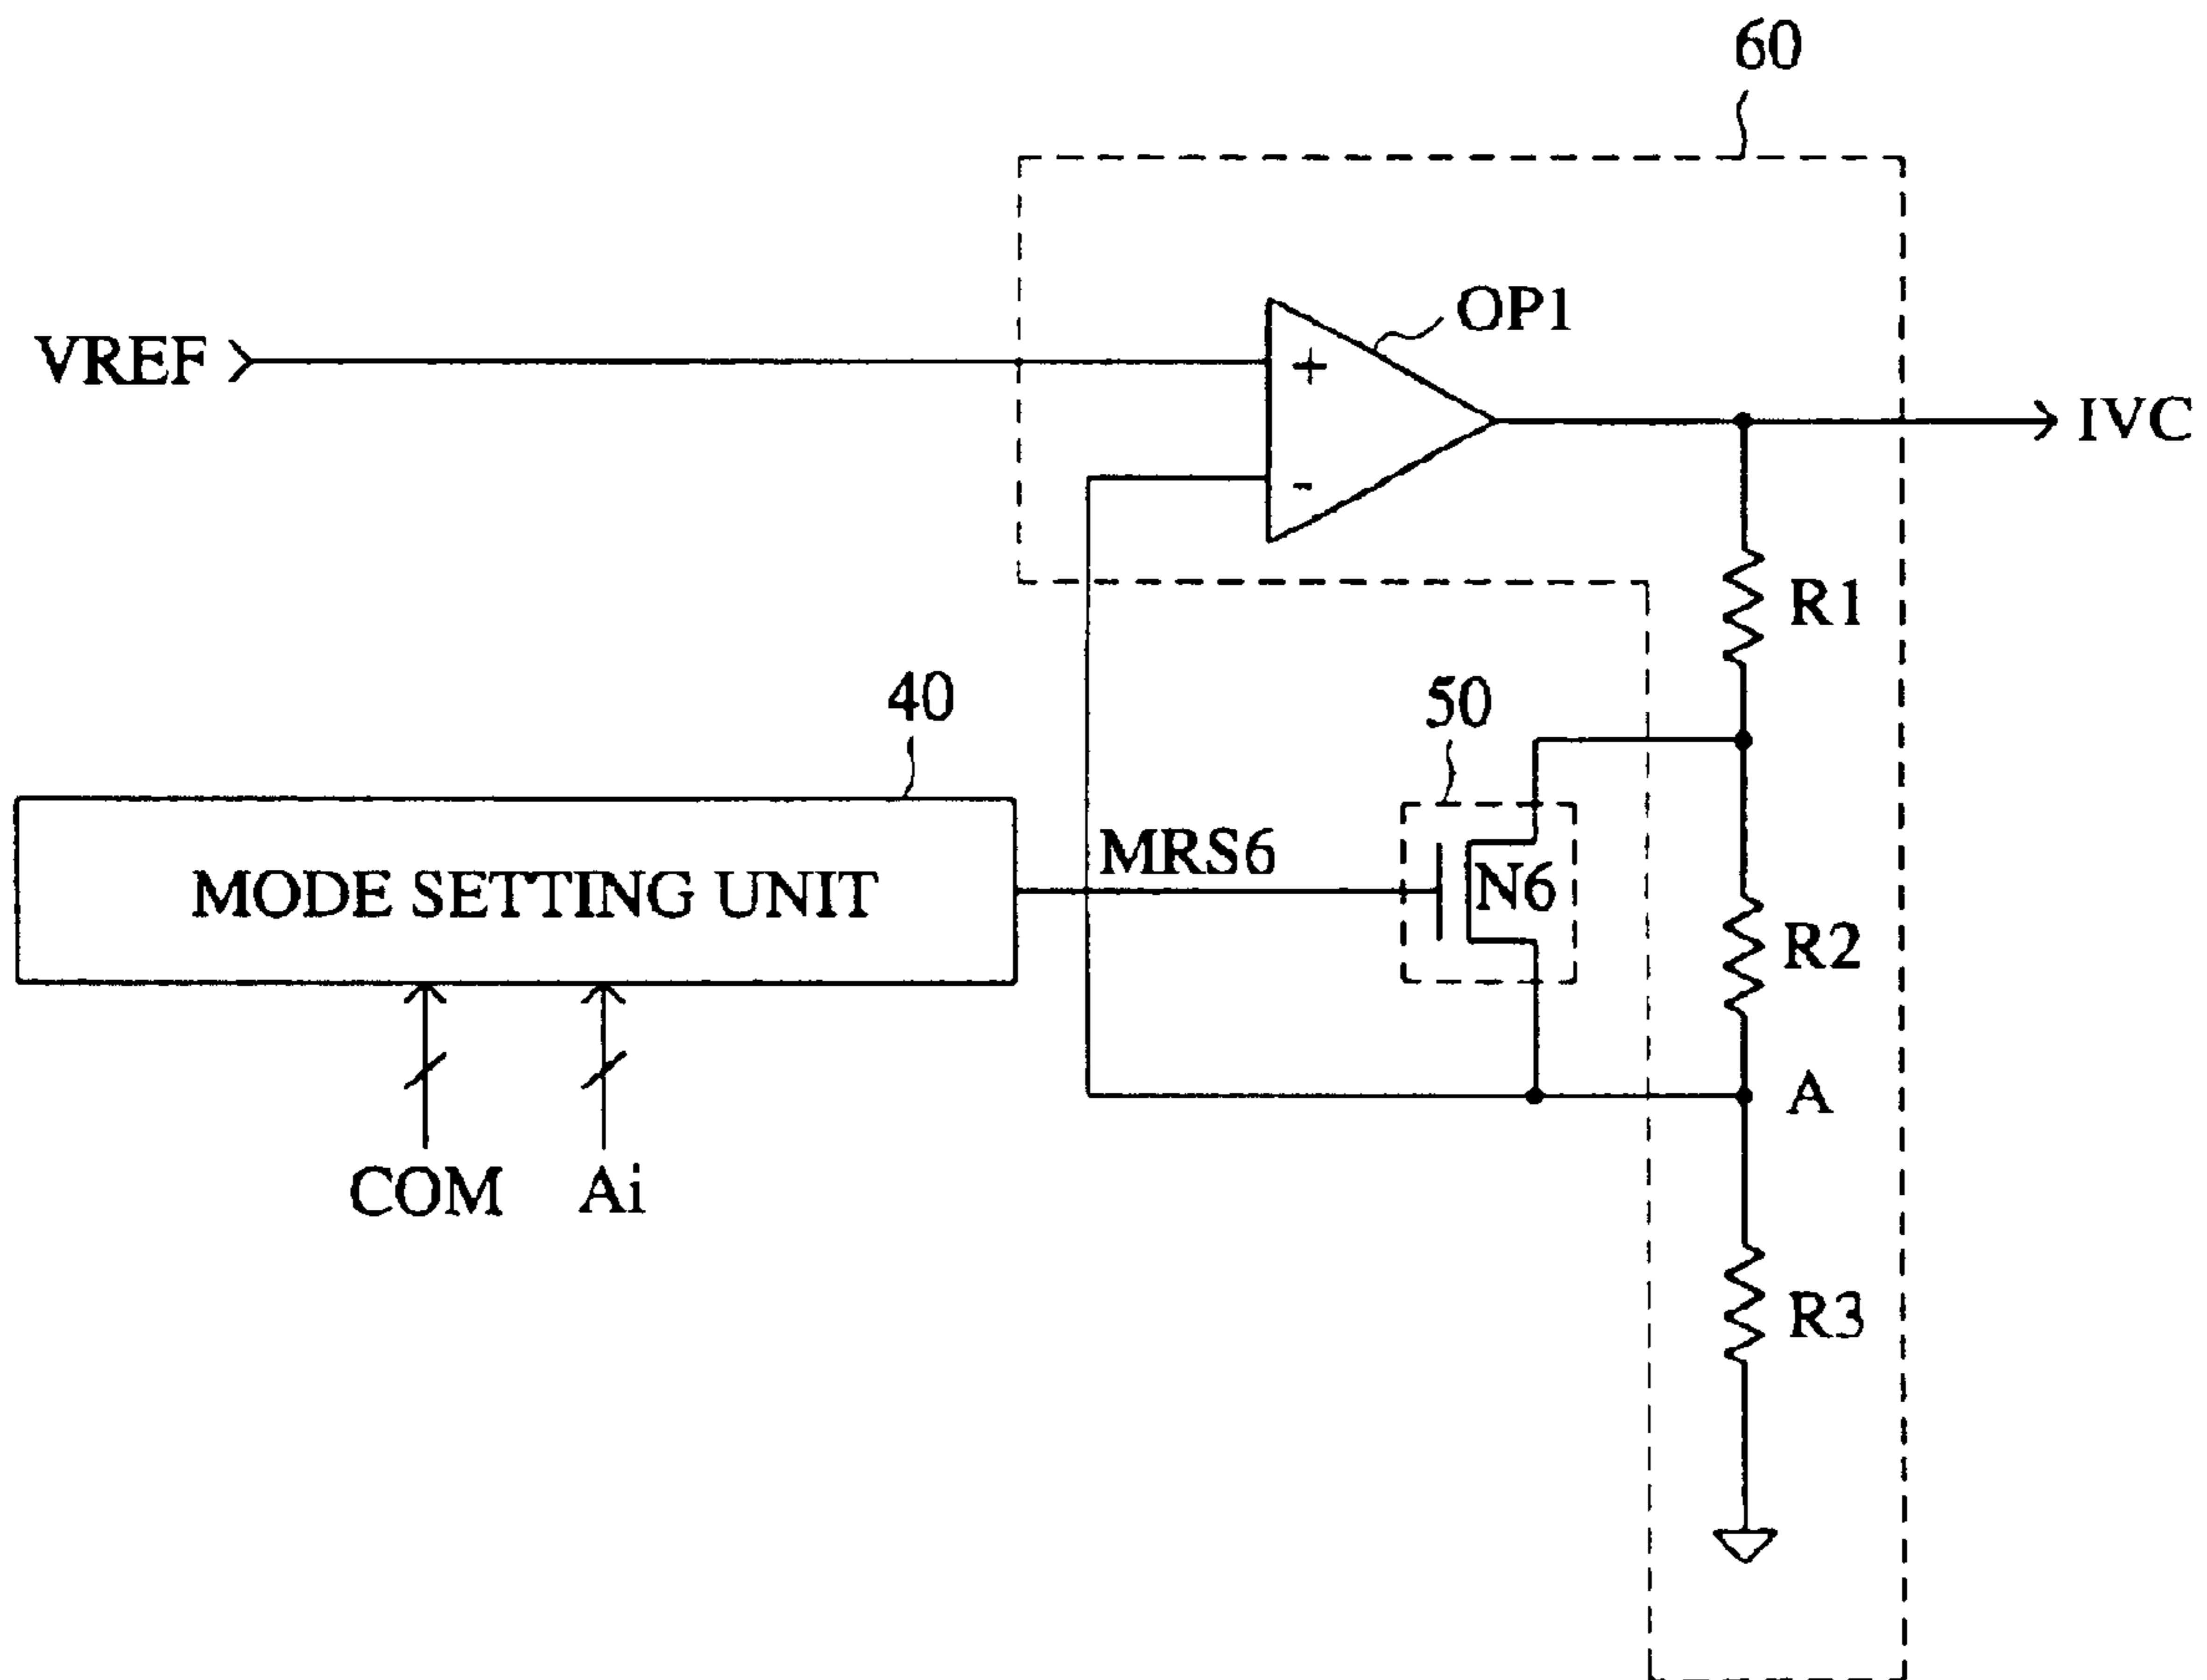 60
OP1
VREF
+
-
IVC
R1
40
50
MRS6
N6
MODE SETTING UNIT
R2
A
COM
Ai
R3